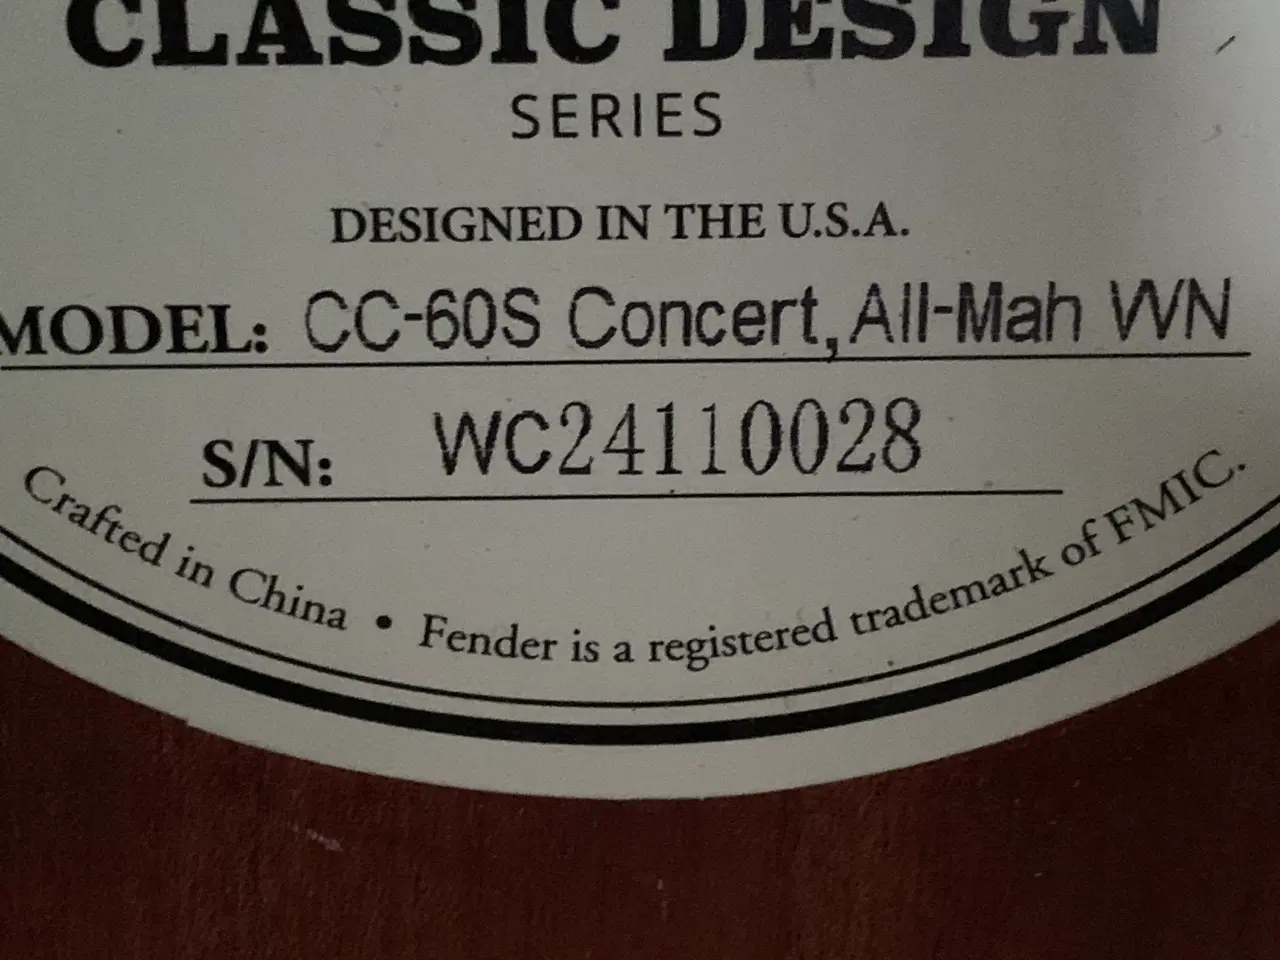 CLASSIC DESIGN
SERIES
DESIGNED IN THE U.S.A.
MODEL: CC-60S Concert, All-Mah WN
S/N: WC24110028
Crafted in China • Fender is a registered trademark of FMIC.